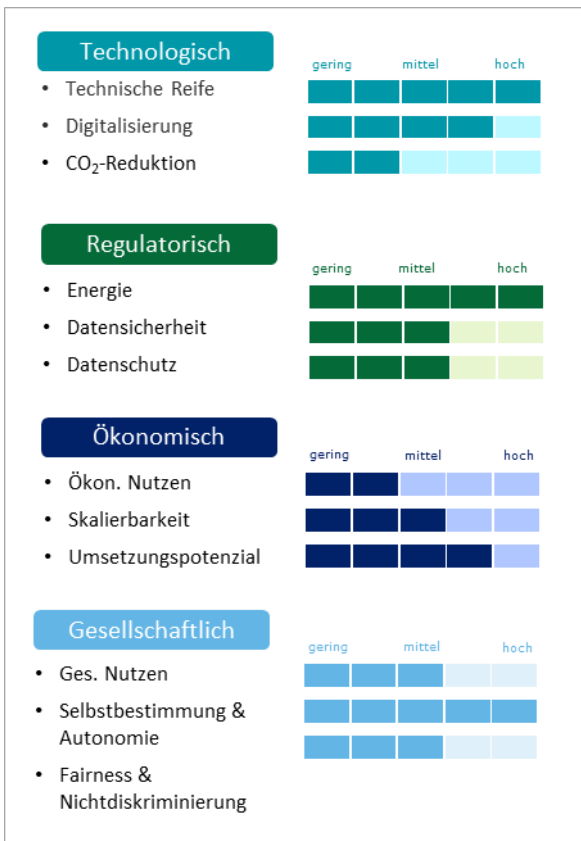 Technologisch
gering mittel hoch
• Technische Reife
• Digitalisierung
• CO₂-Reduktion
Regulatorisch
gering mittel hoch
• Energie
• Datensicherheit
• Datenschutz
Ökonomisch
gering mittel hoch
• Ökon. Nutzen
• Skalierbarkeit
• Umsetzungspotenzial
Gesellschaftlich
gering mittel hoch
• Ges. Nutzen
• Selbstbestimmung &
Autonomie
• Fairness &
Nichtdiskriminierung